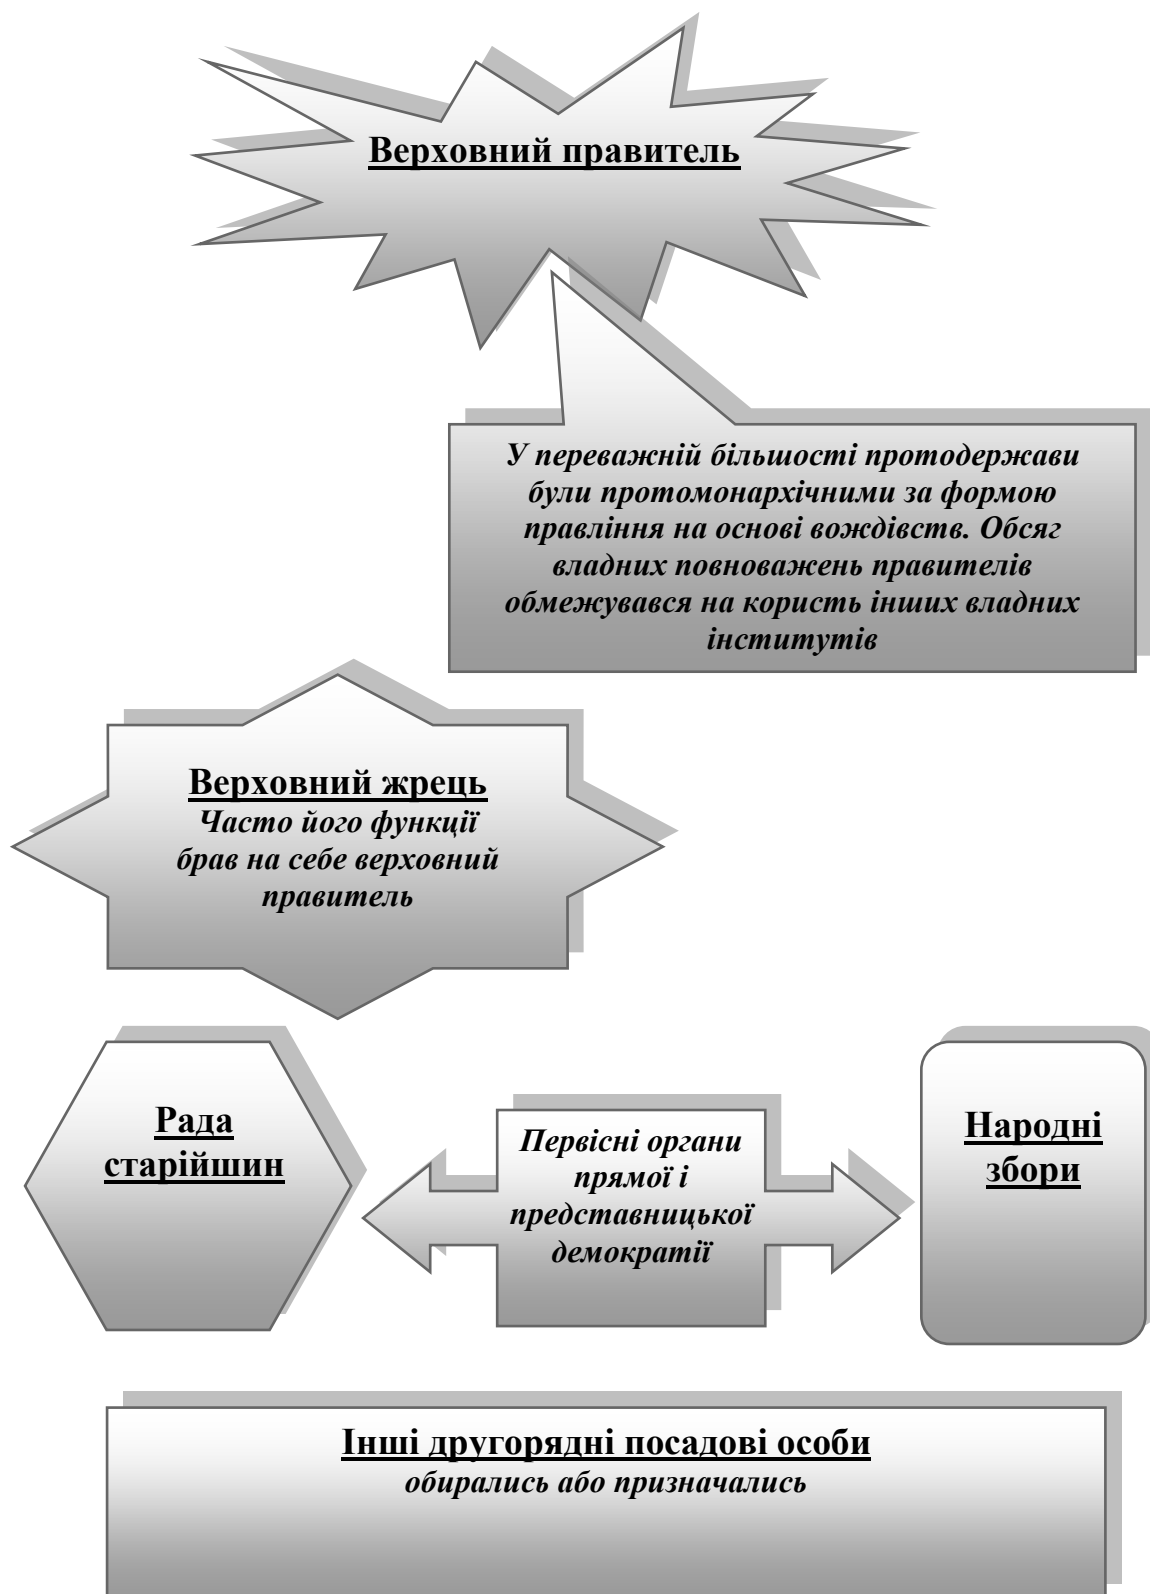 Верховний правитель
У переважній більшості протодержави
були протомонархічними за формою
правління на основі вождівств. Обсяг
владних повноважень правителів
обмежувався на користь інших владних
інститутів
Верховний жрець
Часто його функції
брав на себе верховний
правитель
Рада
старійшин
Первісні органи
прямої і
представницької
демократії
Народні
збори
Інші другорядні посадові особи
обирались або призначались